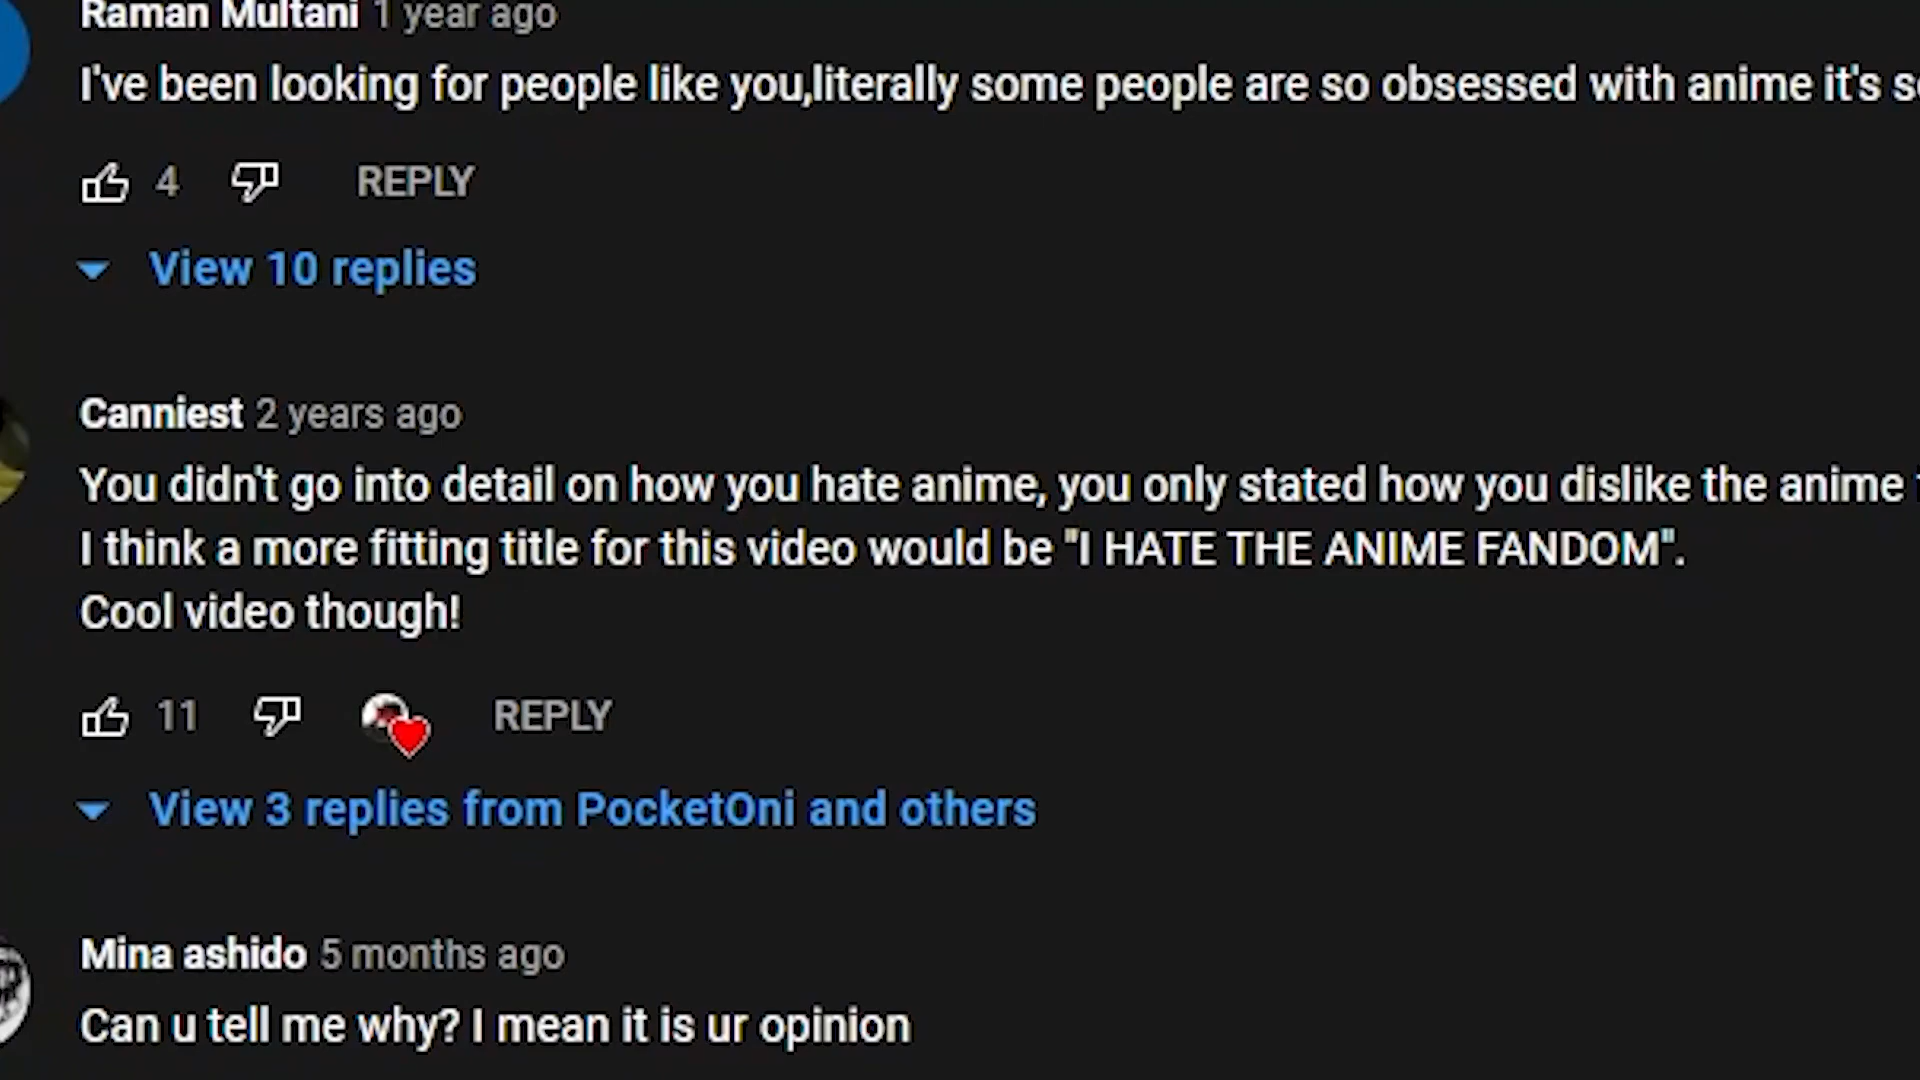 Raman Multani 1 year ago
I've been looking for people like you,literally some people are so obsessed with anime it's
4 REPLY
View 10 replies
Canniest 2 years ago
You didn't go into detail on how you hate anime, you only stated how you dislike the anime
I think a more fitting title for this video would be "I HATE THE ANIME FANDOM".
Cool video though!
11 REPLY
View 3 replies from PocketOni and others
Mina ashido 5 months ago
Can u tell me why? I mean it is ur opinion